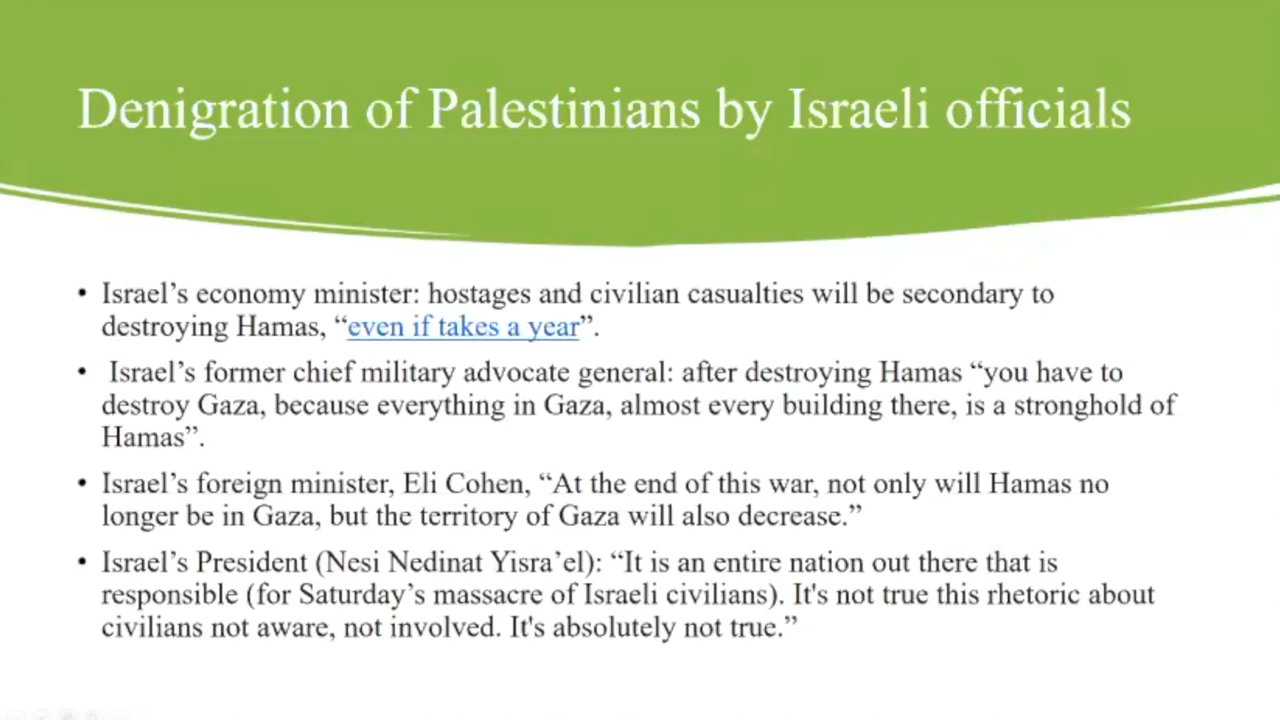 Denigration of Palestinians by Israeli officials
• Israel’s economy minister: hostages and civilian casualties will be secondary to
destroying Hamas, “even if takes a year”.
• Israel’s former chief military advocate general: after destroying Hamas “you have to
destroy Gaza, because everything in Gaza, almost every building there, is a stronghold of
Hamas”.
• Israel’s foreign minister, Eli Cohen, “At the end of this war, not only will Hamas no
longer be in Gaza, but the territory of Gaza will also decrease.”
• Israel’s President (Nesi Nedinat Yisra’el): “It is an entire nation out there that is
responsible (for Saturday’s massacre of Israeli civilians). It's not true this rhetoric about
civilians not aware, not involved. It's absolutely not true.”